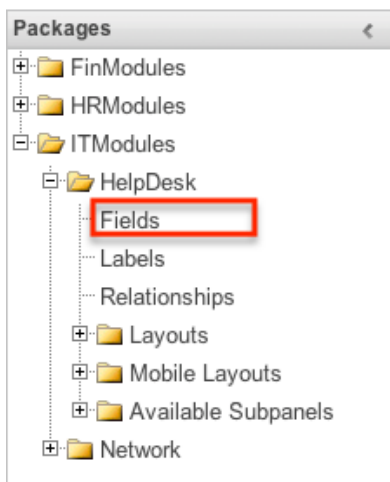 Packages
FinModules
HRModules
ITModules
HelpDesk
Fields
Labels
Relationships
Layouts
Mobile Layouts
Available Subpanels
Network